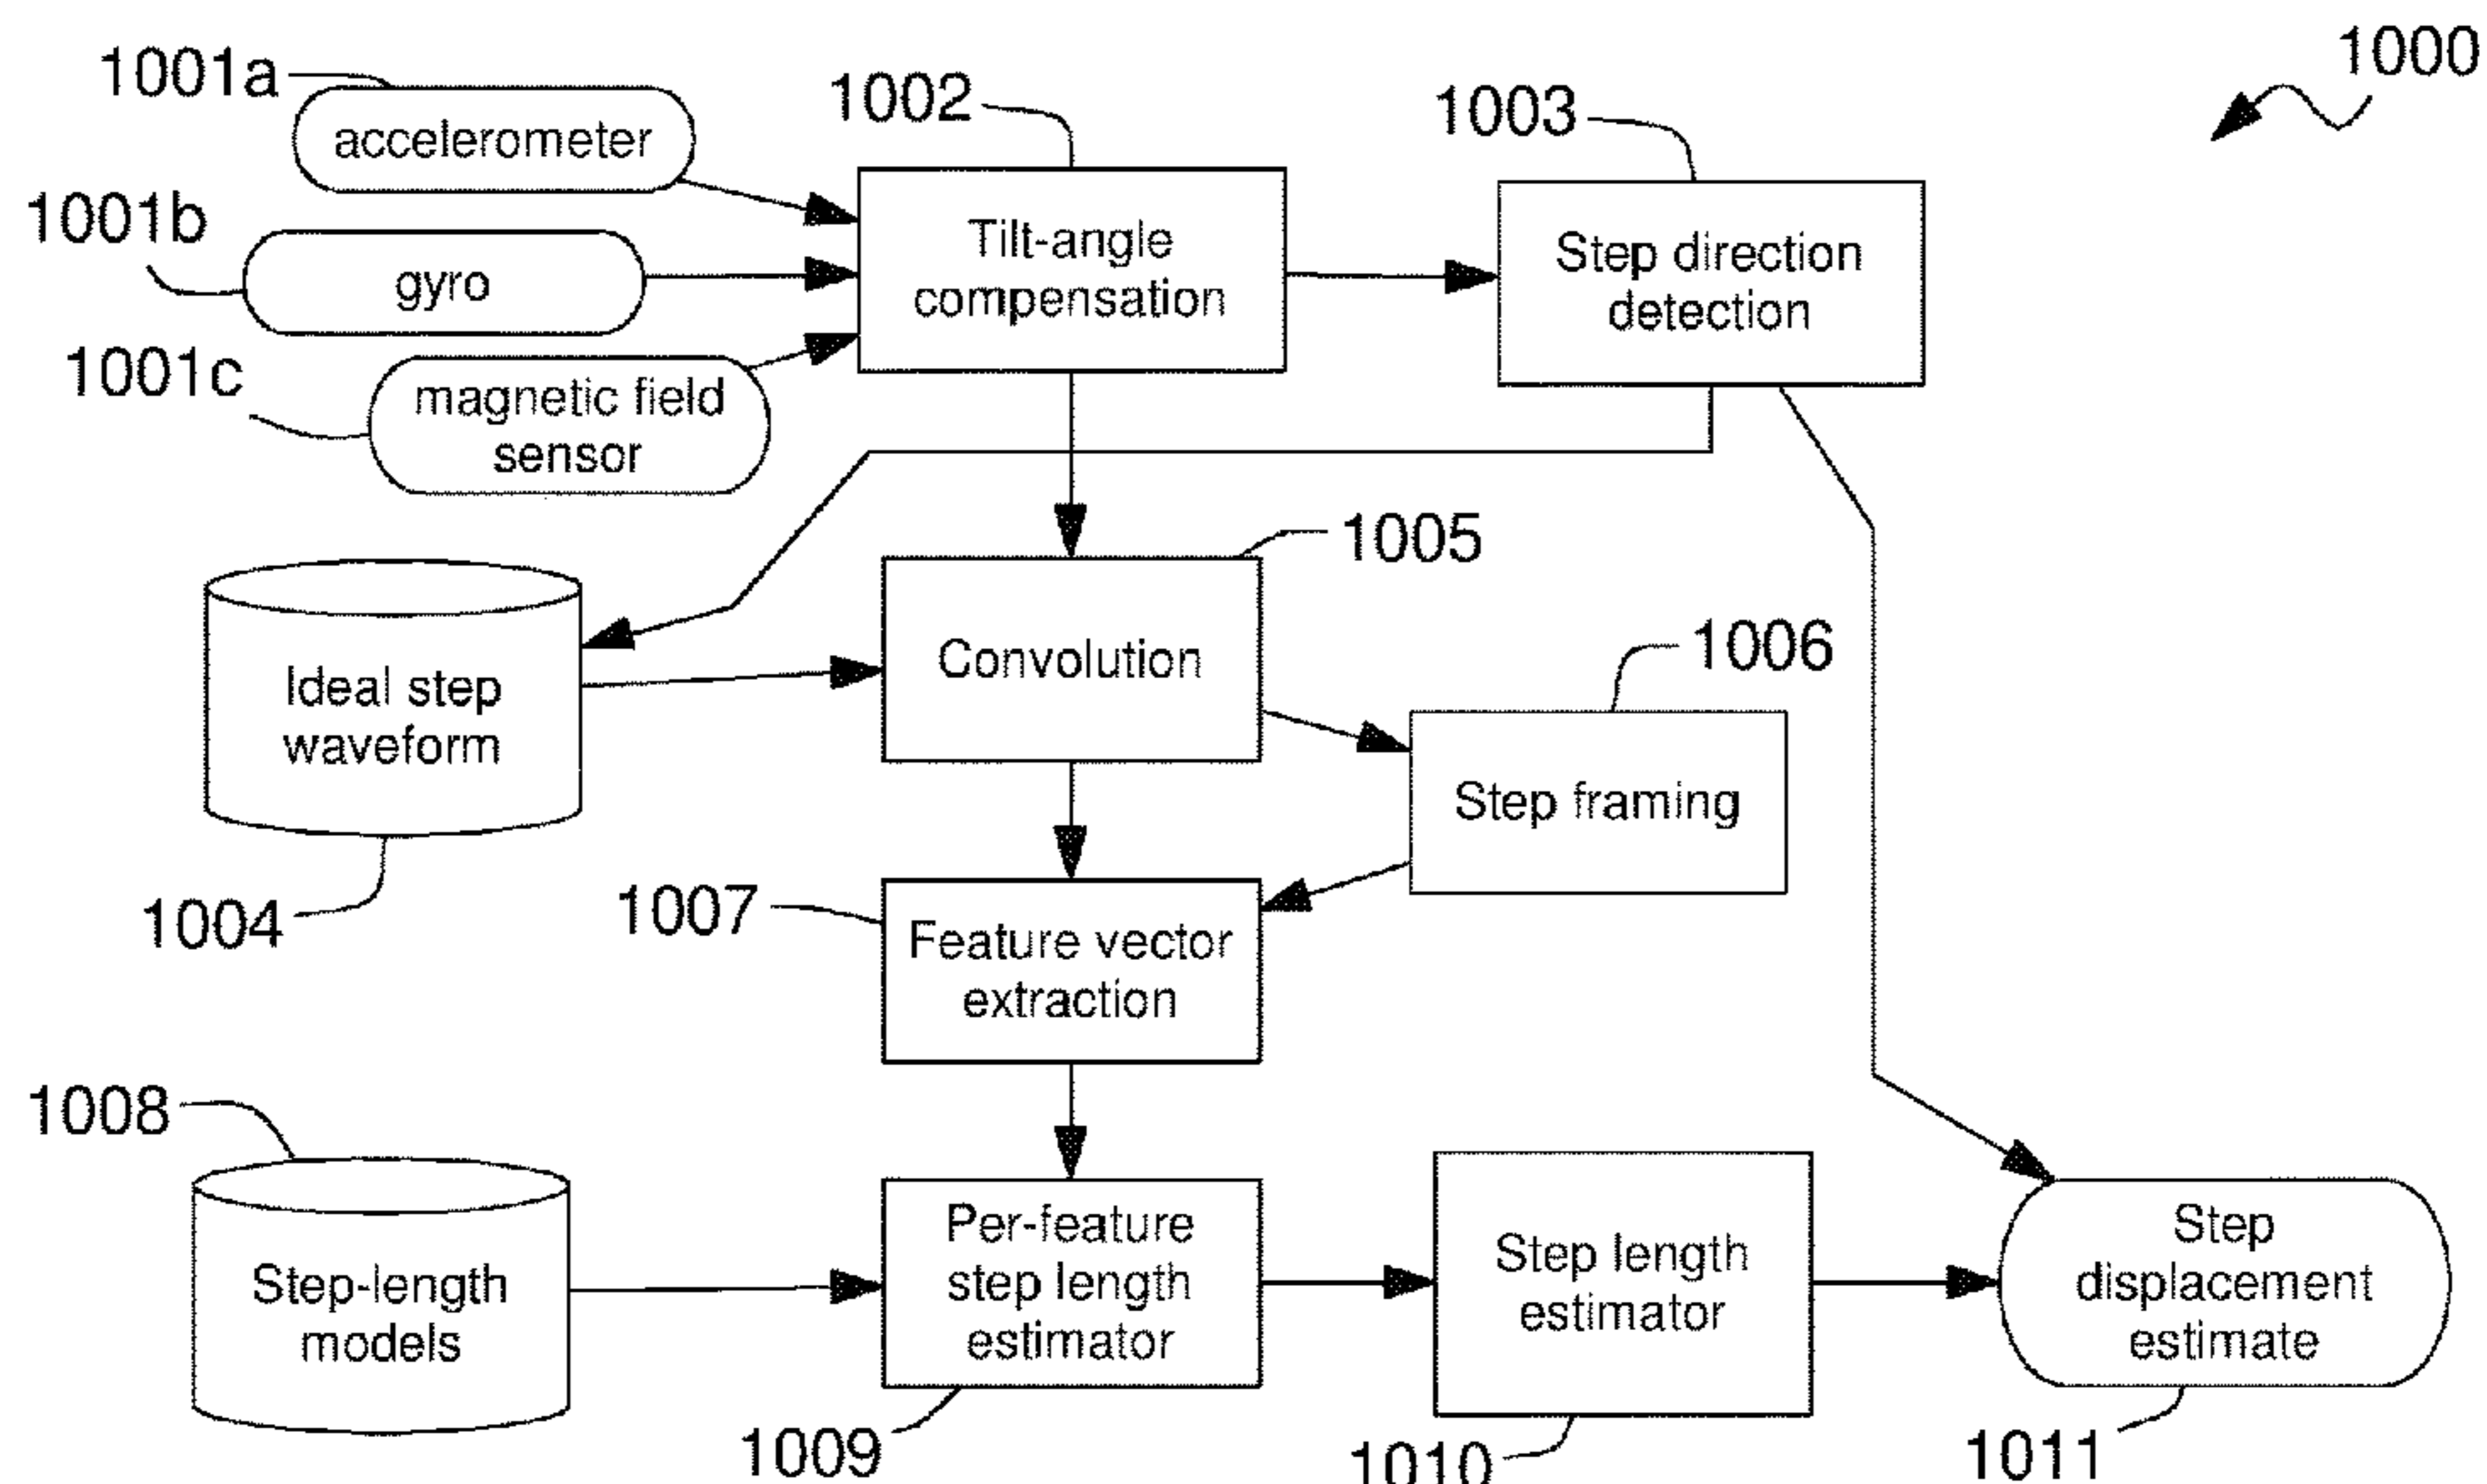 1000
1001a
accelerometer
1002
1003
1001b
gyro
Tilt-angle
compensation
Step direction
detection
1001c
magnetic field
sensor
1005
Ideal step
waveform
Convolution
1006
Step framing
1004
1007
Feature vector
extraction
1008
Step-length
models
Per-feature
step length
estimator
Step length
estimator
Step
displacement
estimate
1009
1010
1011